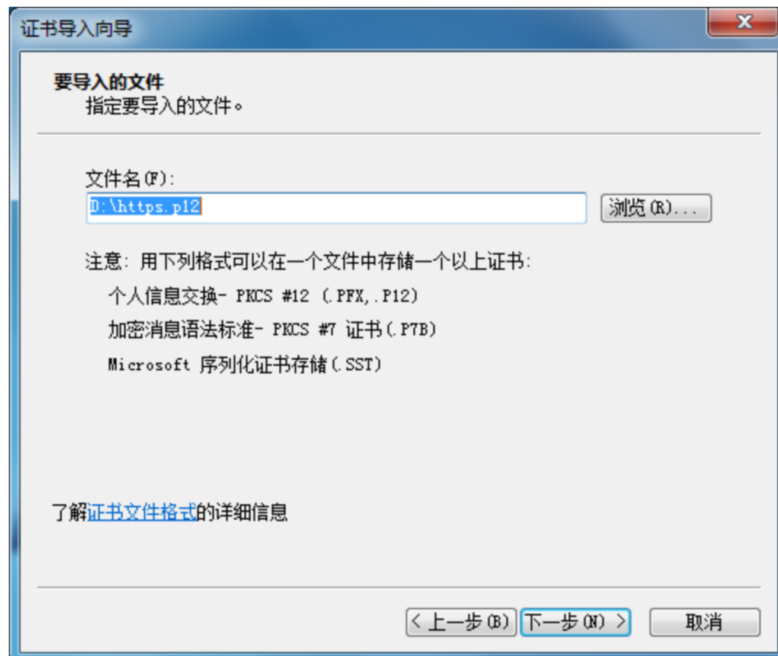 证书导入向导
要导入的文件
指定要导入的文件。
文件名(F):
D:\https.p12
浏览(R)...
注意: 用下列格式可以在一个文件中存储一个以上证书:
个人信息交换- PKCS #12 (.PFX,.P12)
加密消息语法标准- PKCS #7 证书(.P7B)
Microsoft 序列化证书存储(.SST)
了解证书文件格式的详细信息
< 上一步(B) 下一步(N) > 取消